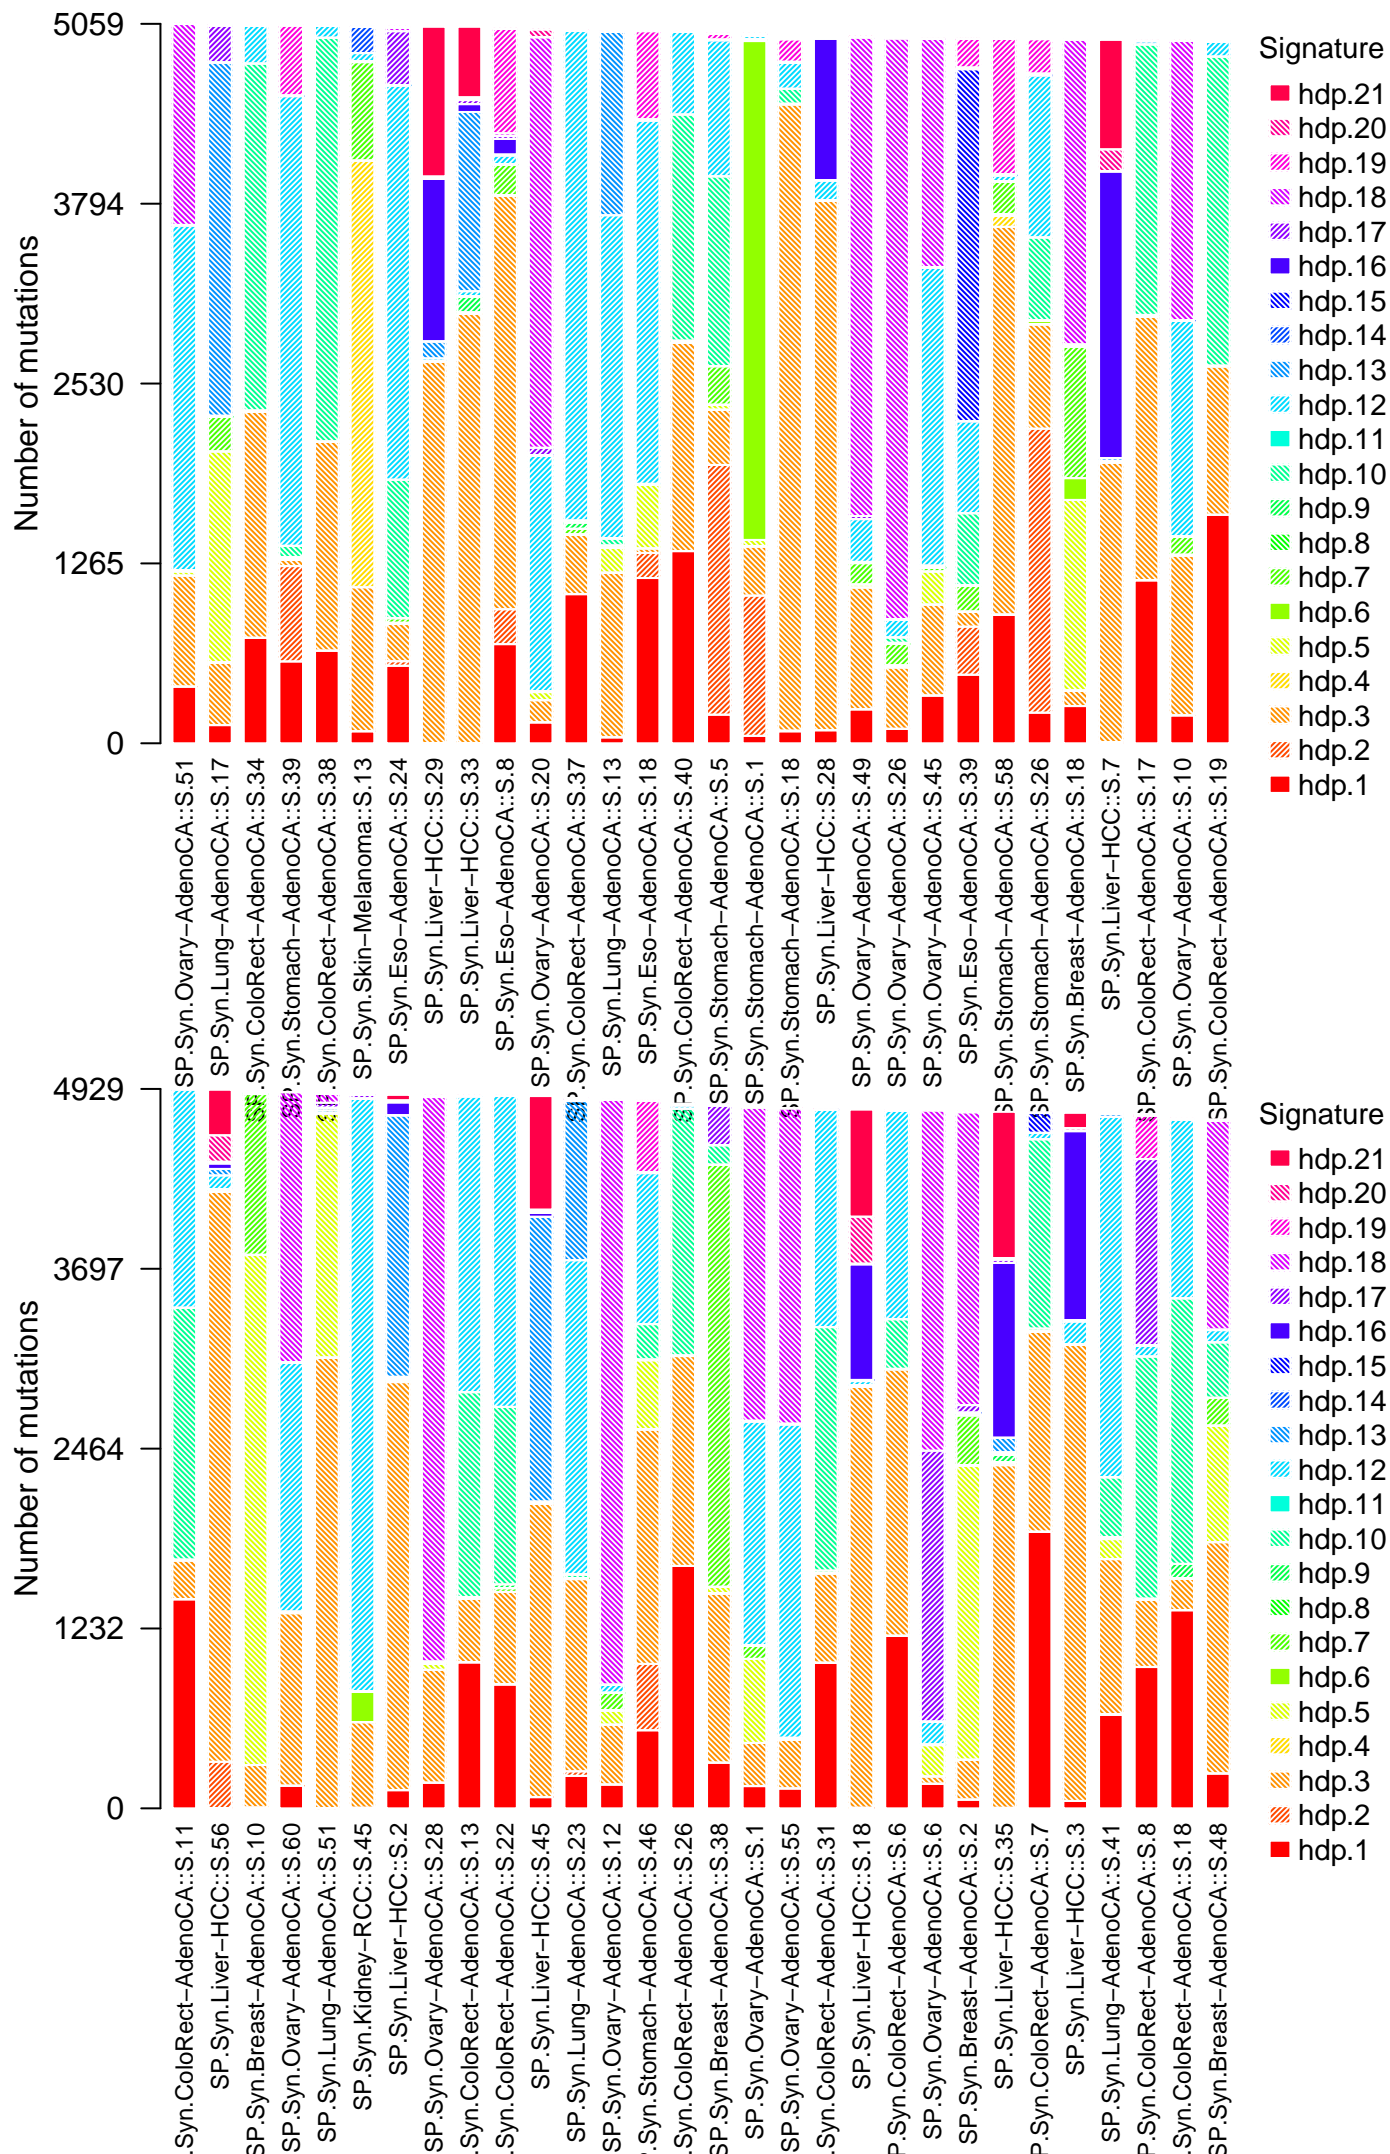 Number of mutations
5059
3794
2530
1265
0
Signature
hdp.21
hdp.20
hdp.19
hdp.18
hdp.17
hdp.16
hdp.15
hdp.14
hdp.13
hdp.12
hdp.11
hdp.10
hdp.9
hdp.8
hdp.7
hdp.6
hdp.5
hdp.4
hdp.3
hdp.2
hdp.1
SP.Syn.Ovary−AdenoCA::S.51
SP.Syn.Lung−AdenoCA::S.17
SP.Syn.ColoRect−AdenoCA::S.34
SP.Syn.Stomach−AdenoCA::S.39
SP.Syn.ColoRect−AdenoCA::S.38
SP.Syn.Skin−Melanoma::S.13
SP.Syn.Eso−AdenoCA::S.24
SP.Syn.Liver−HCC::S.29
SP.Syn.Liver−HCC::S.33
SP.Syn.Eso−AdenoCA::S.8
SP.Syn.Ovary−AdenoCA::S.20
SP.Syn.ColoRect−AdenoCA::S.37
SP.Syn.Lung−AdenoCA::S.13
SP.Syn.Eso−AdenoCA::S.18
SP.Syn.ColoRect−AdenoCA::S.40
SP.Syn.Stomach−AdenoCA::S.5
SP.Syn.Stomach−AdenoCA::S.1
SP.Syn.Stomach−AdenoCA::S.18
SP.Syn.Liver−HCC::S.28
SP.Syn.Ovary−AdenoCA::S.49
SP.Syn.Ovary−AdenoCA::S.26
SP.Syn.Ovary−AdenoCA::S.45
SP.Syn.Eso−AdenoCA::S.39
SP.Syn.Stomach−AdenoCA::S.58
SP.Syn.Stomach−AdenoCA::S.26
SP.Syn.Breast−AdenoCA::S.18
SP.Syn.Liver−HCC::S.7
SP.Syn.ColoRect−AdenoCA::S.17
SP.Syn.Ovary−AdenoCA::S.10
SP.Syn.ColoRect−AdenoCA::S.19
Number of mutations
4929
3697
2464
1232
0
Signature
hdp.21
hdp.20
hdp.19
hdp.18
hdp.17
hdp.16
hdp.15
hdp.14
hdp.13
hdp.12
hdp.11
hdp.10
hdp.9
hdp.8
hdp.7
hdp.6
hdp.5
hdp.4
hdp.3
hdp.2
hdp.1
.Syn.ColoRect−AdenoCA::S.11
SP.Syn.Liver−HCC::S.56
SP.Syn.Breast−AdenoCA::S.10
SP.Syn.Ovary−AdenoCA::S.60
SP.Syn.Lung−AdenoCA::S.51
SP.Syn.Kidney−RCC::S.45
SP.Syn.Liver−HCC::S.2
SP.Syn.Ovary−AdenoCA::S.28
.Syn.ColoRect−AdenoCA::S.13
.Syn.ColoRect−AdenoCA::S.22
SP.Syn.Liver−HCC::S.45
SP.Syn.Lung−AdenoCA::S.23
SP.Syn.Ovary−AdenoCA::S.12
P.Syn.Stomach−AdenoCA::S.46
.Syn.ColoRect−AdenoCA::S.26
SP.Syn.Breast−AdenoCA::S.38
SP.Syn.Ovary−AdenoCA::S.1
SP.Syn.Ovary−AdenoCA::S.55
.Syn.ColoRect−AdenoCA::S.31
SP.Syn.Liver−HCC::S.18
P.Syn.ColoRect−AdenoCA::S.6
SP.Syn.Ovary−AdenoCA::S.6
SP.Syn.Breast−AdenoCA::S.2
SP.Syn.Liver−HCC::S.35
P.Syn.ColoRect−AdenoCA::S.7
SP.Syn.Liver−HCC::S.3
SP.Syn.Lung−AdenoCA::S.41
P.Syn.ColoRect−AdenoCA::S.8
.Syn.ColoRect−AdenoCA::S.18
SP.Syn.Breast−AdenoCA::S.48